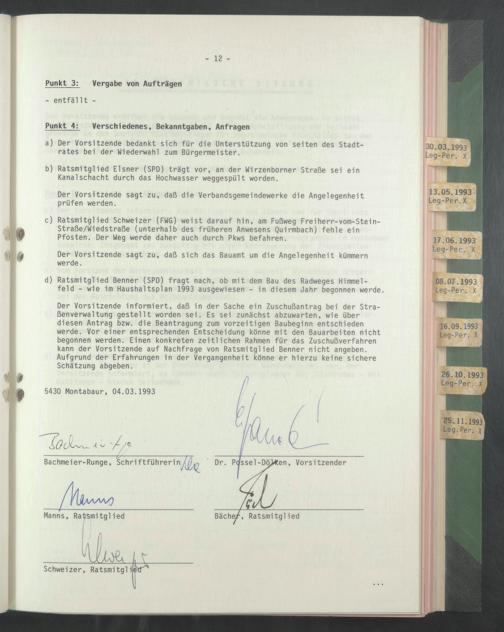 - 12 -
Punkt 3: Vergabe von Aufträgen
- entfällt -
Punkt 4: Verschiedenes, Bekanntgaben, Anfragen
a) Der Vorsitzende bedankt sich für die Unterstützung von seiten des Stadt-
rates bei der Wiederwahl zum Bürgermeister.
b) Ratsmitglied Elsner (SPD) trägt vor, an der Wirzenborner Straße sei ein
Kanalschacht durch das Hochwasser weggespült worden.
Der Vorsitzende sagt zu, daß die Verbandsgemeindewerke die Angelegenheit
prüfen werden.
c) Ratsmitglied Schweizer (FWG) weist darauf hin, am Fußweg Freiherr-vom-Stein-
Straße/Wiedstraße (unterhalb des früheren Anwesens Quirmbach) fehle ein
Pfosten. Der Weg werde daher auch durch Pkws befahren.
Der Vorsitzende sagt zu, daß sich das Bauamt um die Angelegenheit kümmern
werde.
d) Ratsmitglied Benner (SPD) fragt nach, ob mit dem Bau des Radweges Himmel-
feld - wie im Haushaltsplan 1993 ausgewiesen - in diesem Jahr begonnen werde.
Der Vorsitzende informiert, daß in der Sache ein Zuschußantrag bei der Stra-
ßenverwaltung gestellt worden sei. Es sei zunächst abzuwarten, wie über
diesen Antrag bzw. die Beantragung zum vorzeitigen Baubeginn entschieden
werde. Vor einer entsprechenden Entscheidung könne mit den Bauarbeiten nicht
begonnen werden. Einen konkreten zeitlichen Rahmen für das Zuschußverfahren
kann der Vorsitzende auf Nachfrage von Ratsmitglied Benner nicht angeben.
Aufgrund der Erfahrungen in der Vergangenheit könne er hierzu keine sichere
Schätzung abgeben.
5430 Montabaur, 04.03.1993
Bachmeier-Runge, Schriftführerin
Dr. Possel-Dölken, Vorsitzender
Manns
Manns, Ratsmitglied
Bächer, Ratsmitglied
Schweizer, Ratsmitglied
...
.03.1993
Leg-Per. X
13.05.1993
Leg-Per. X
17.06.1993
Leg-Per. X
08.07.1993
Leg-Per. X
16.09.1993
Leg-Per. X
26.10.1993
Leg-Per. X
25.11.1993
Leg.Per. X